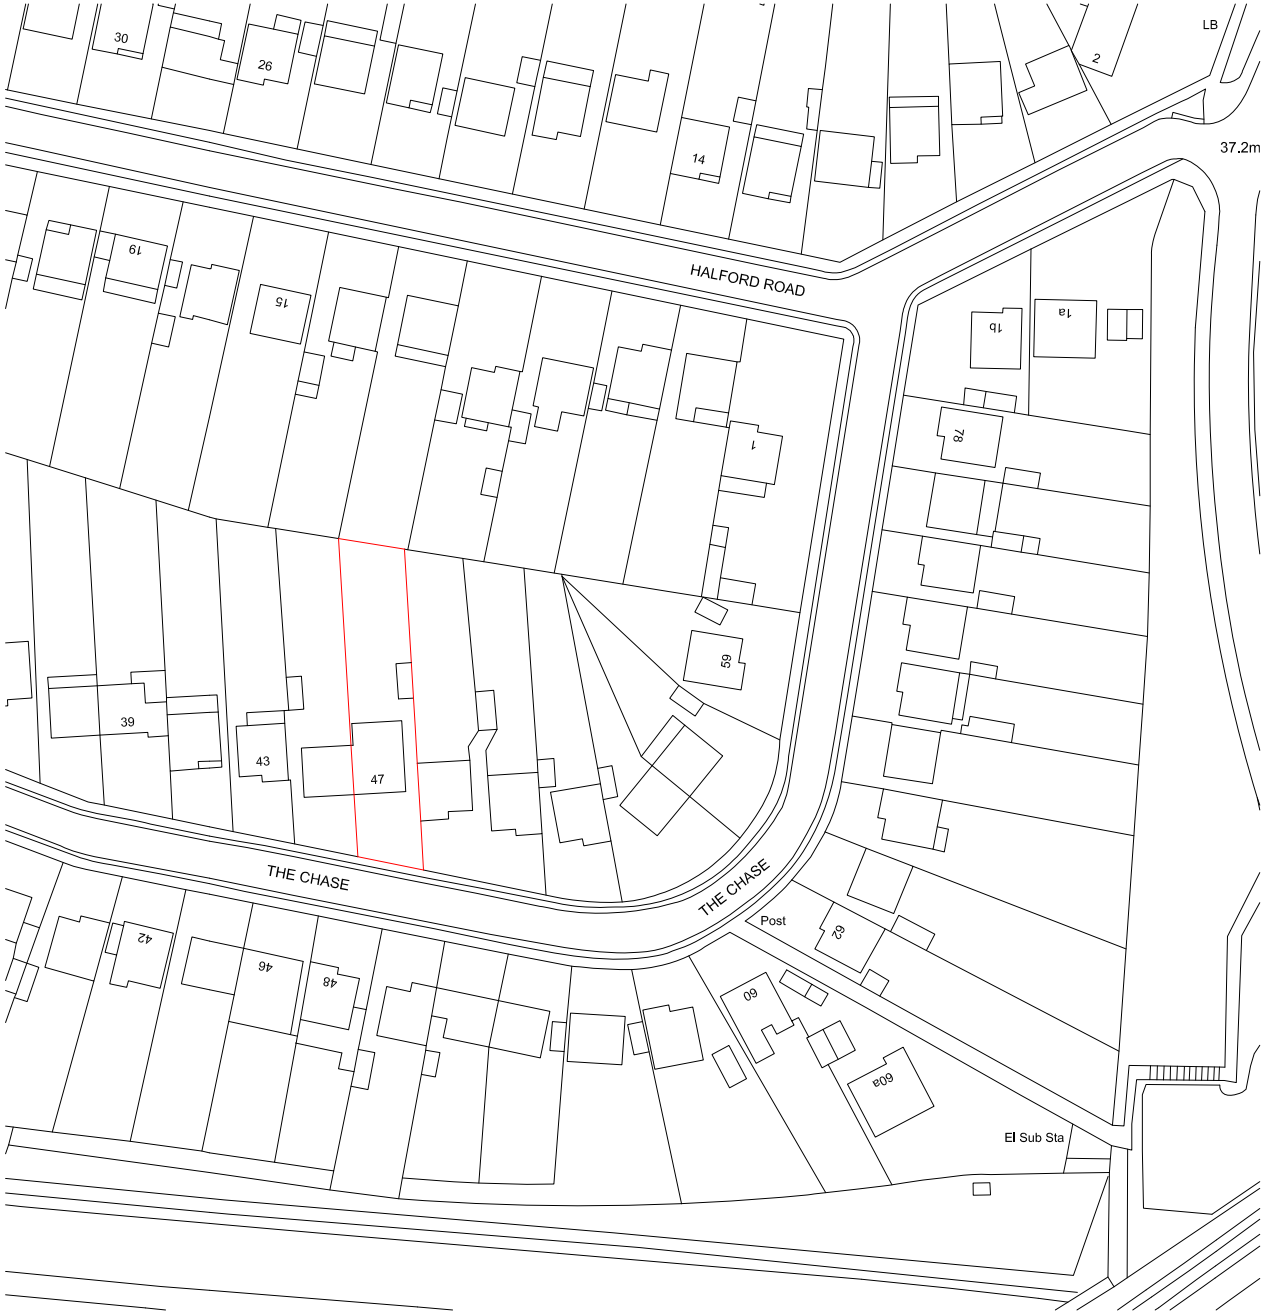 LB
30
2
26
37.2m
14
19
HALFORD ROAD
15
1a
1b
78
1
59
39
43
47
THE CHASE
THE CHASE
Post
62
42
46
48
60
60a
El Sub Sta